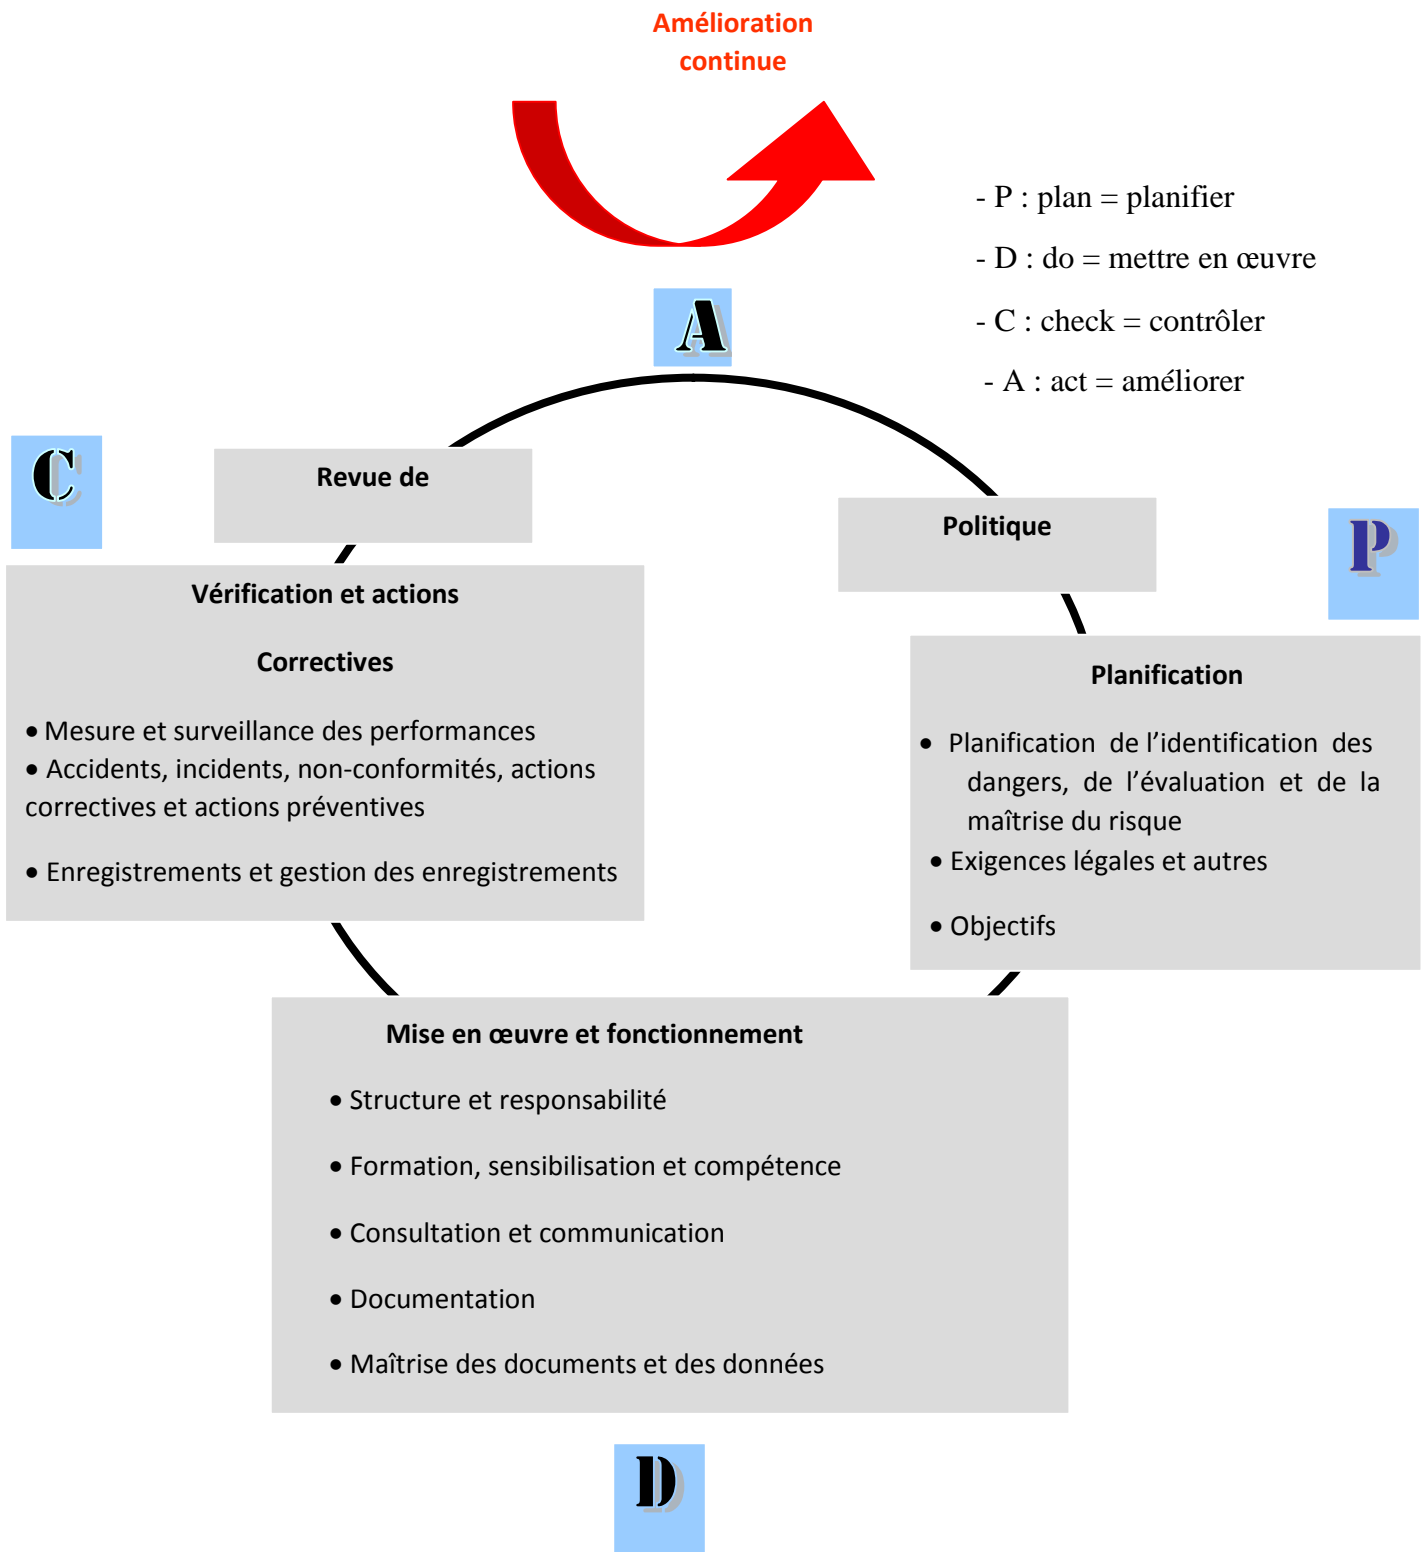 Amélioration
continue
- P : plan = planifier
- D : do = mettre en œuvre
- C : check = contrôler
- A : act = améliorer
A
C
Revue de
Politique
P
Vérification et actions
Correctives
• Mesure et surveillance des performances
• Accidents, incidents, non-conformités, actions
correctives et actions préventives
• Enregistrements et gestion des enregistrements
Planification
• Planification de l’identification des
dangers, de l’évaluation et de la
maîtrise du risque
• Exigences légales et autres
• Objectifs
Mise en œuvre et fonctionnement
• Structure et responsabilité
• Formation, sensibilisation et compétence
• Consultation et communication
• Documentation
• Maîtrise des documents et des données
D